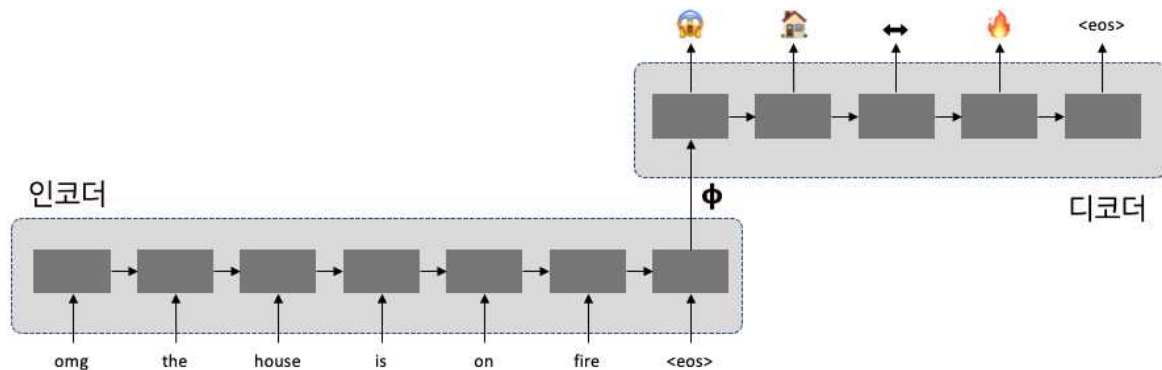 😱 🏠 ↔ 🔥 <eos>
인코더
ϕ
디코더
omg the house is on fire <eos>